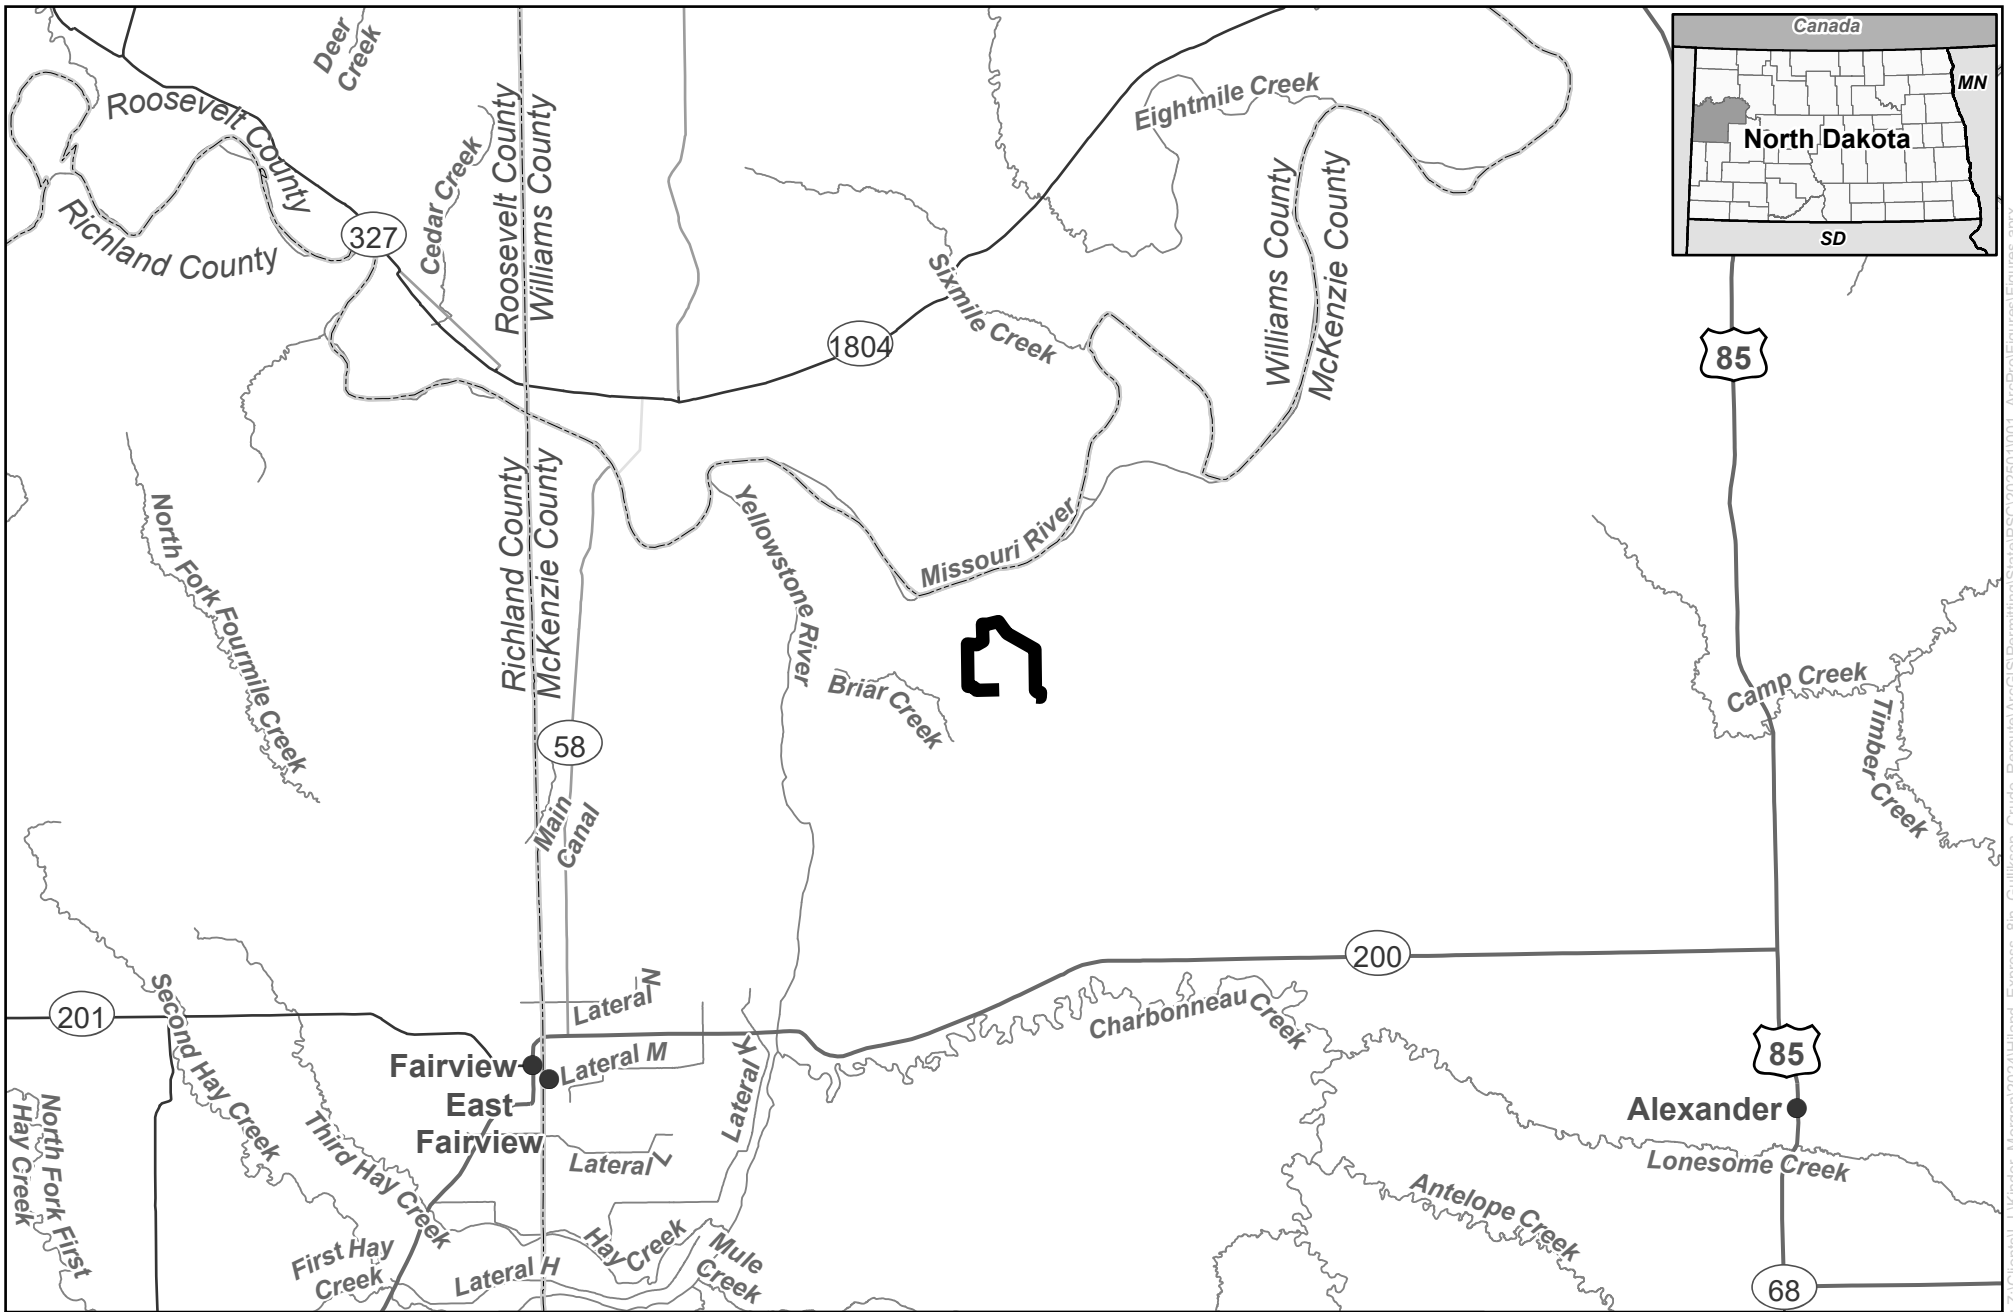 Canada
MN
North Dakota
SD
Deer
Creek
Roosevelt County
Richland County
327
Cedar Creek
Roosevelt County
Williams County
Eightmile Creek
Williams County
McKenzie County
Sixmile Creek
1804
85
Richland County
McKenzie County
North Fork Fourmile Creek
Yellowstone River
Missouri River
Briar Creek
Camp Creek
Timber Creek
58
Main
Canal
200
201
Second Hay Creek
Lateral N
Charbonneau Creek
Fairview
Lateral M
Lateral K
85
East
Fairview
Alexander
North Fork First
Hay Creek
Third Hay Creek
Lateral L
Lonesome Creek
Antelope Creek
First Hay
Creek
Hay Creek
Mule
Creek
Lateral H
68